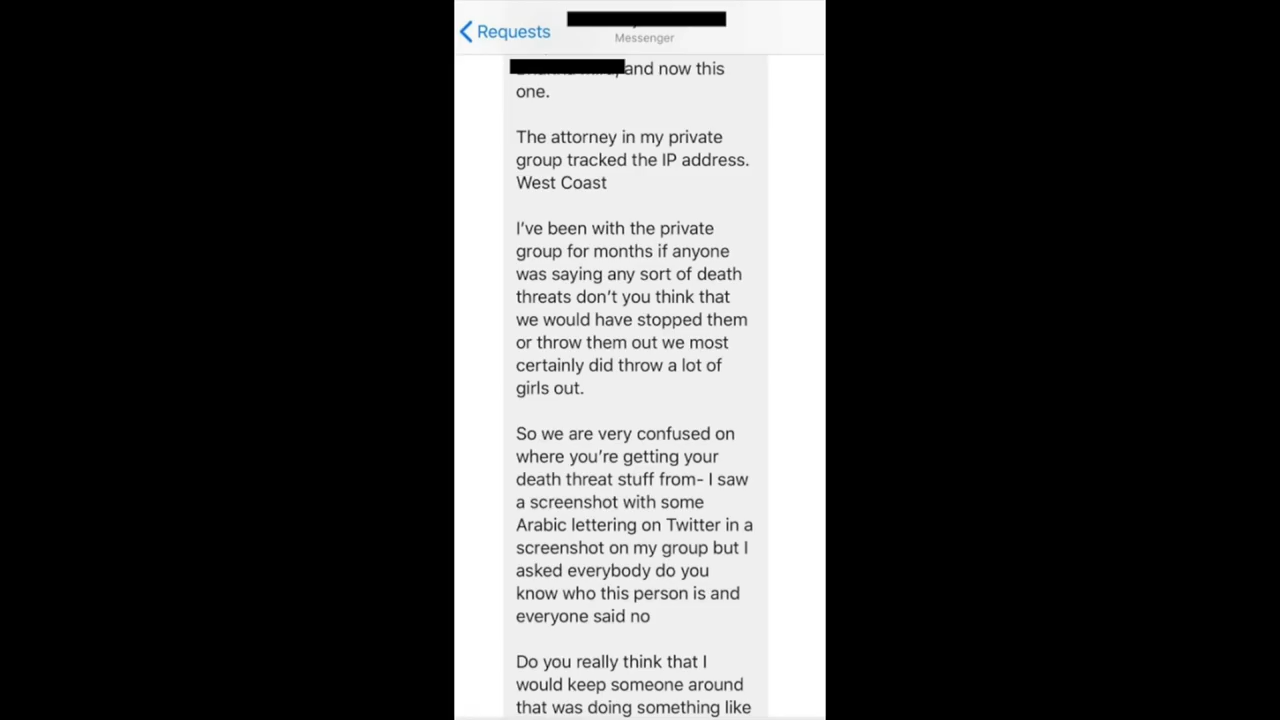 Requests
Messenger
and now this
one.
The attorney in my private
group tracked the IP address.
West Coast
I've been with the private
group for months if anyone
was saying any sort of death
threats don't you think that
we would have stopped them
or throw them out we most
certainly did throw a lot of
girls out.
So we are very confused on
where you're getting your
death threat stuff from- I saw
a screenshot with some
Arabic lettering on Twitter in a
screenshot on my group but I
asked everybody do you
know who this person is and
everyone said no
Do you really think that I
would keep someone around
that was doing something like